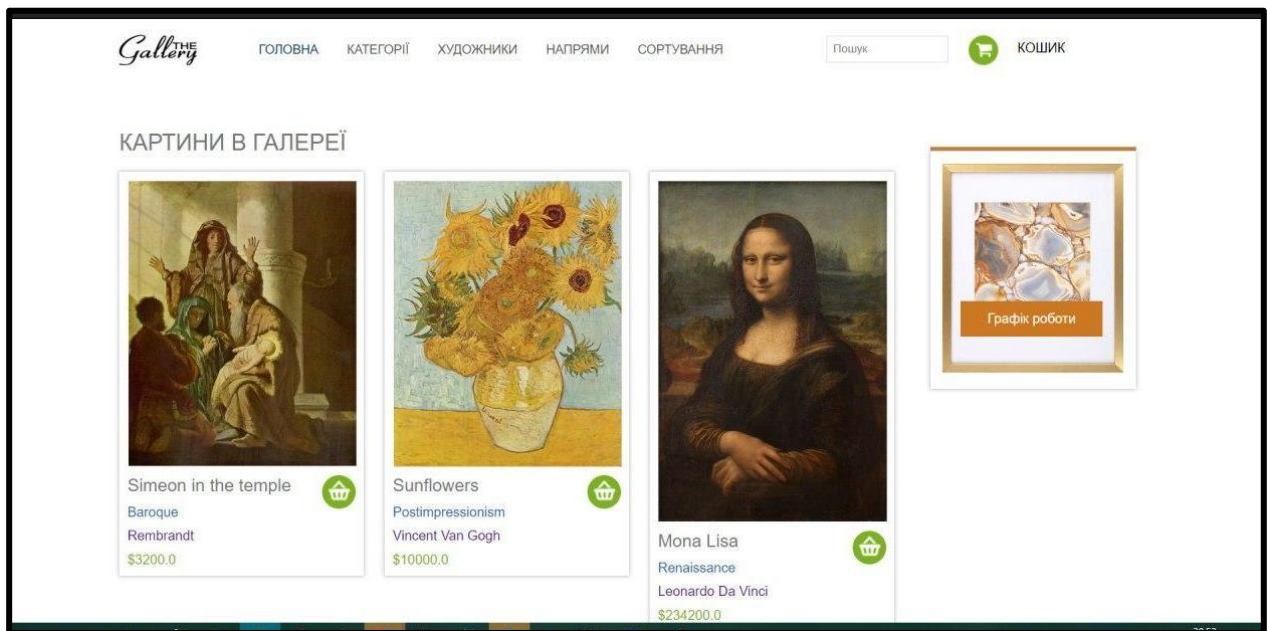 THE
Gallery
ГОЛОВНА КАТЕГОРІЇ ХУДОЖНИКИ НАПРЯМИ СОРТУВАННЯ Пошук КОШИК
КАРТИНИ В ГАЛЕРЕЇ
Графік роботи
Simeon in the temple
Baroque
Rembrandt
$3200.0
Sunflowers
Postimpressionism
Vincent Van Gogh
$10000.0
Mona Lisa
Renaissance
Leonardo Da Vinci
$234200.0